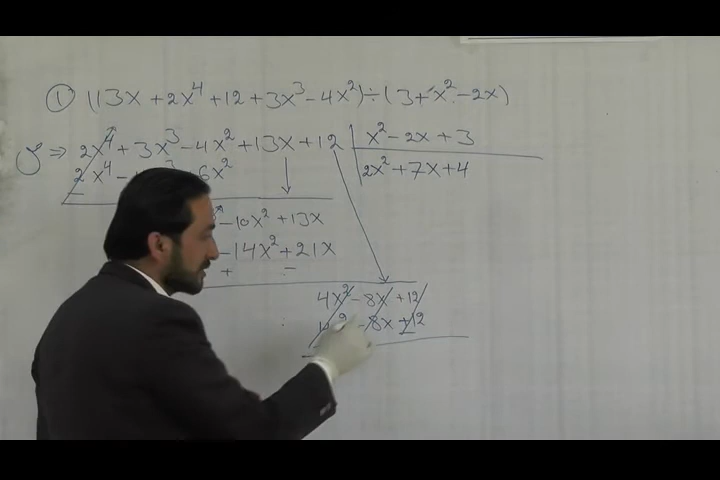 ① (13x + 2x⁴ + 12 + 3x³ - 4x²) ÷ (3 + x² - 2x)
⇒ 2x⁴ + 3x³ - 4x² + 13x + 12 | x² - 2x + 3
2x⁴ - 6x² | 2x² + 7x + 4
-
- 10x² + 13x
- 14x² + 21x
+ -
4x² - 8x + 12
- 8x + 12